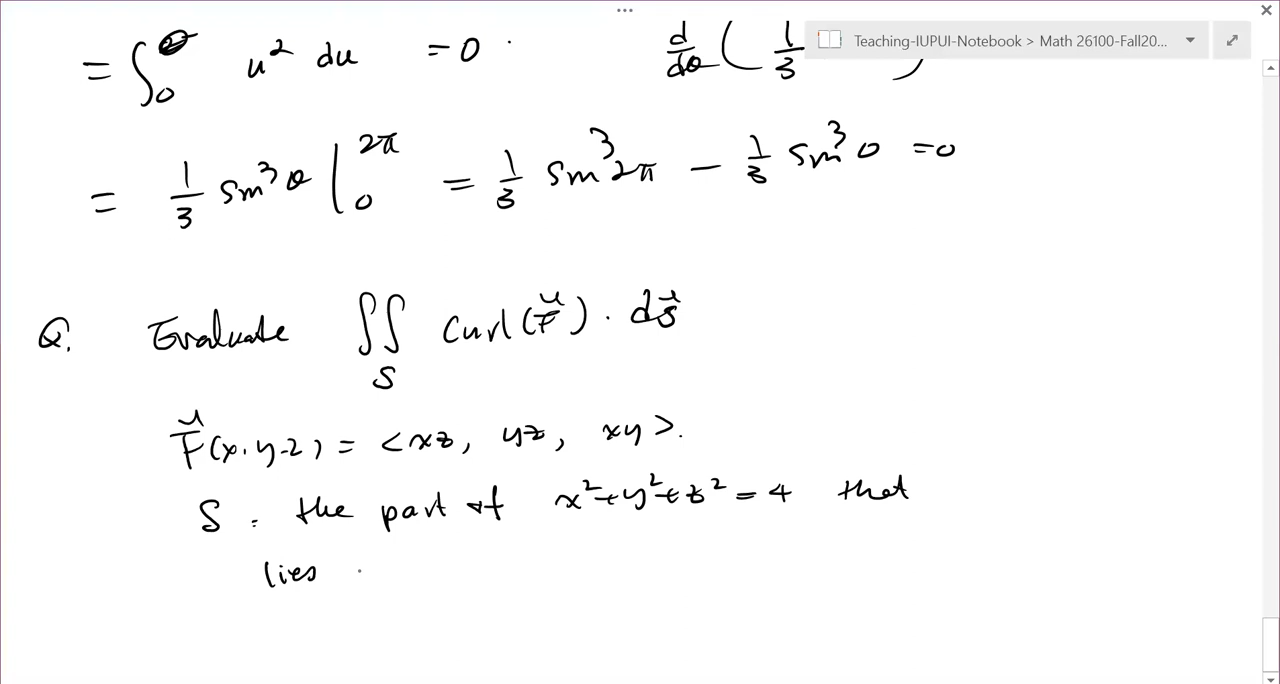 = ∫₀ u² du = 0 . d/dθ ( 1/3 )
Teaching-IUPUI-Notebook > Math 26100-Fall20...
= 1/3 sin³θ |₀^2π = 1/3 sin³2π − 1/3 sin³0 = 0
Q. Evaluate ∬_S Curl(F⃗) · dS⃗
F⃗(x, y, z) = <xz, yz, xy>.
S : the part of x² + y² + z² = 4 that
lies